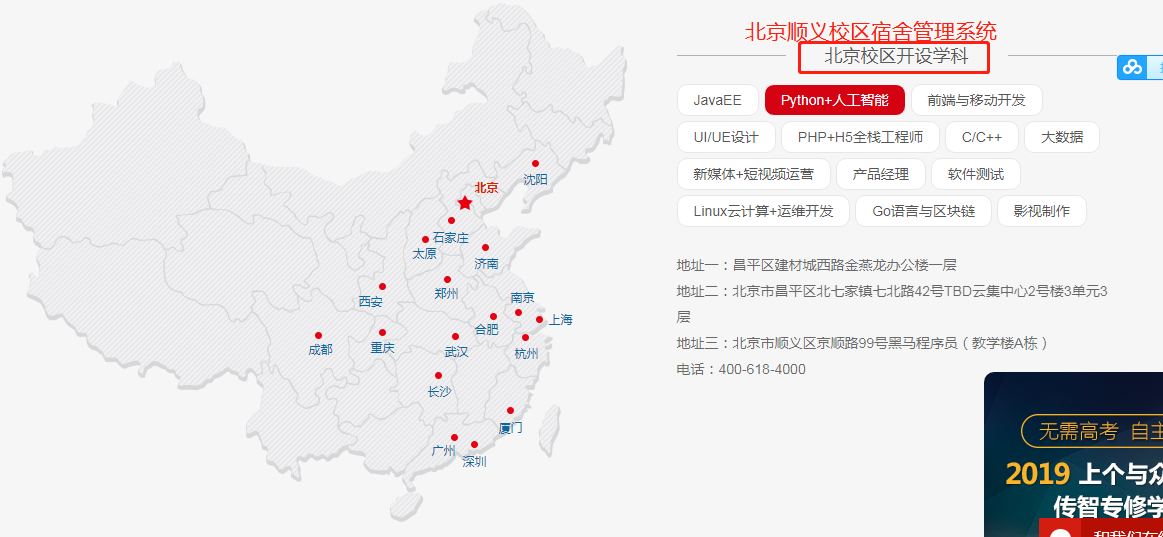 北京顺义校区宿舍管理系统
北京校区开设学科
JavaEE Python+人工智能 前端与移动开发
UI/UE设计 PHP+H5全栈工程师 C/C++ 大数据
新媒体+短视频运营 产品经理 软件测试
Linux云计算+运维开发 Go语言与区块链 影视制作
地址一：昌平区建材城西路金燕龙办公楼一层
地址二：北京市昌平区北七家镇七北路42号TBD云集中心2号楼3单元3
层
地址三：北京市顺义区京顺路99号黑马程序员（教学楼A栋）
电话：400-618-4000
沈阳
北京
石家庄
太原
济南
郑州
西安
南京
上海
合肥
成都
重庆
武汉
杭州
长沙
厦门
广州
深圳
无需高考 自主
2019 上个与众
传智专修学
和我们在线